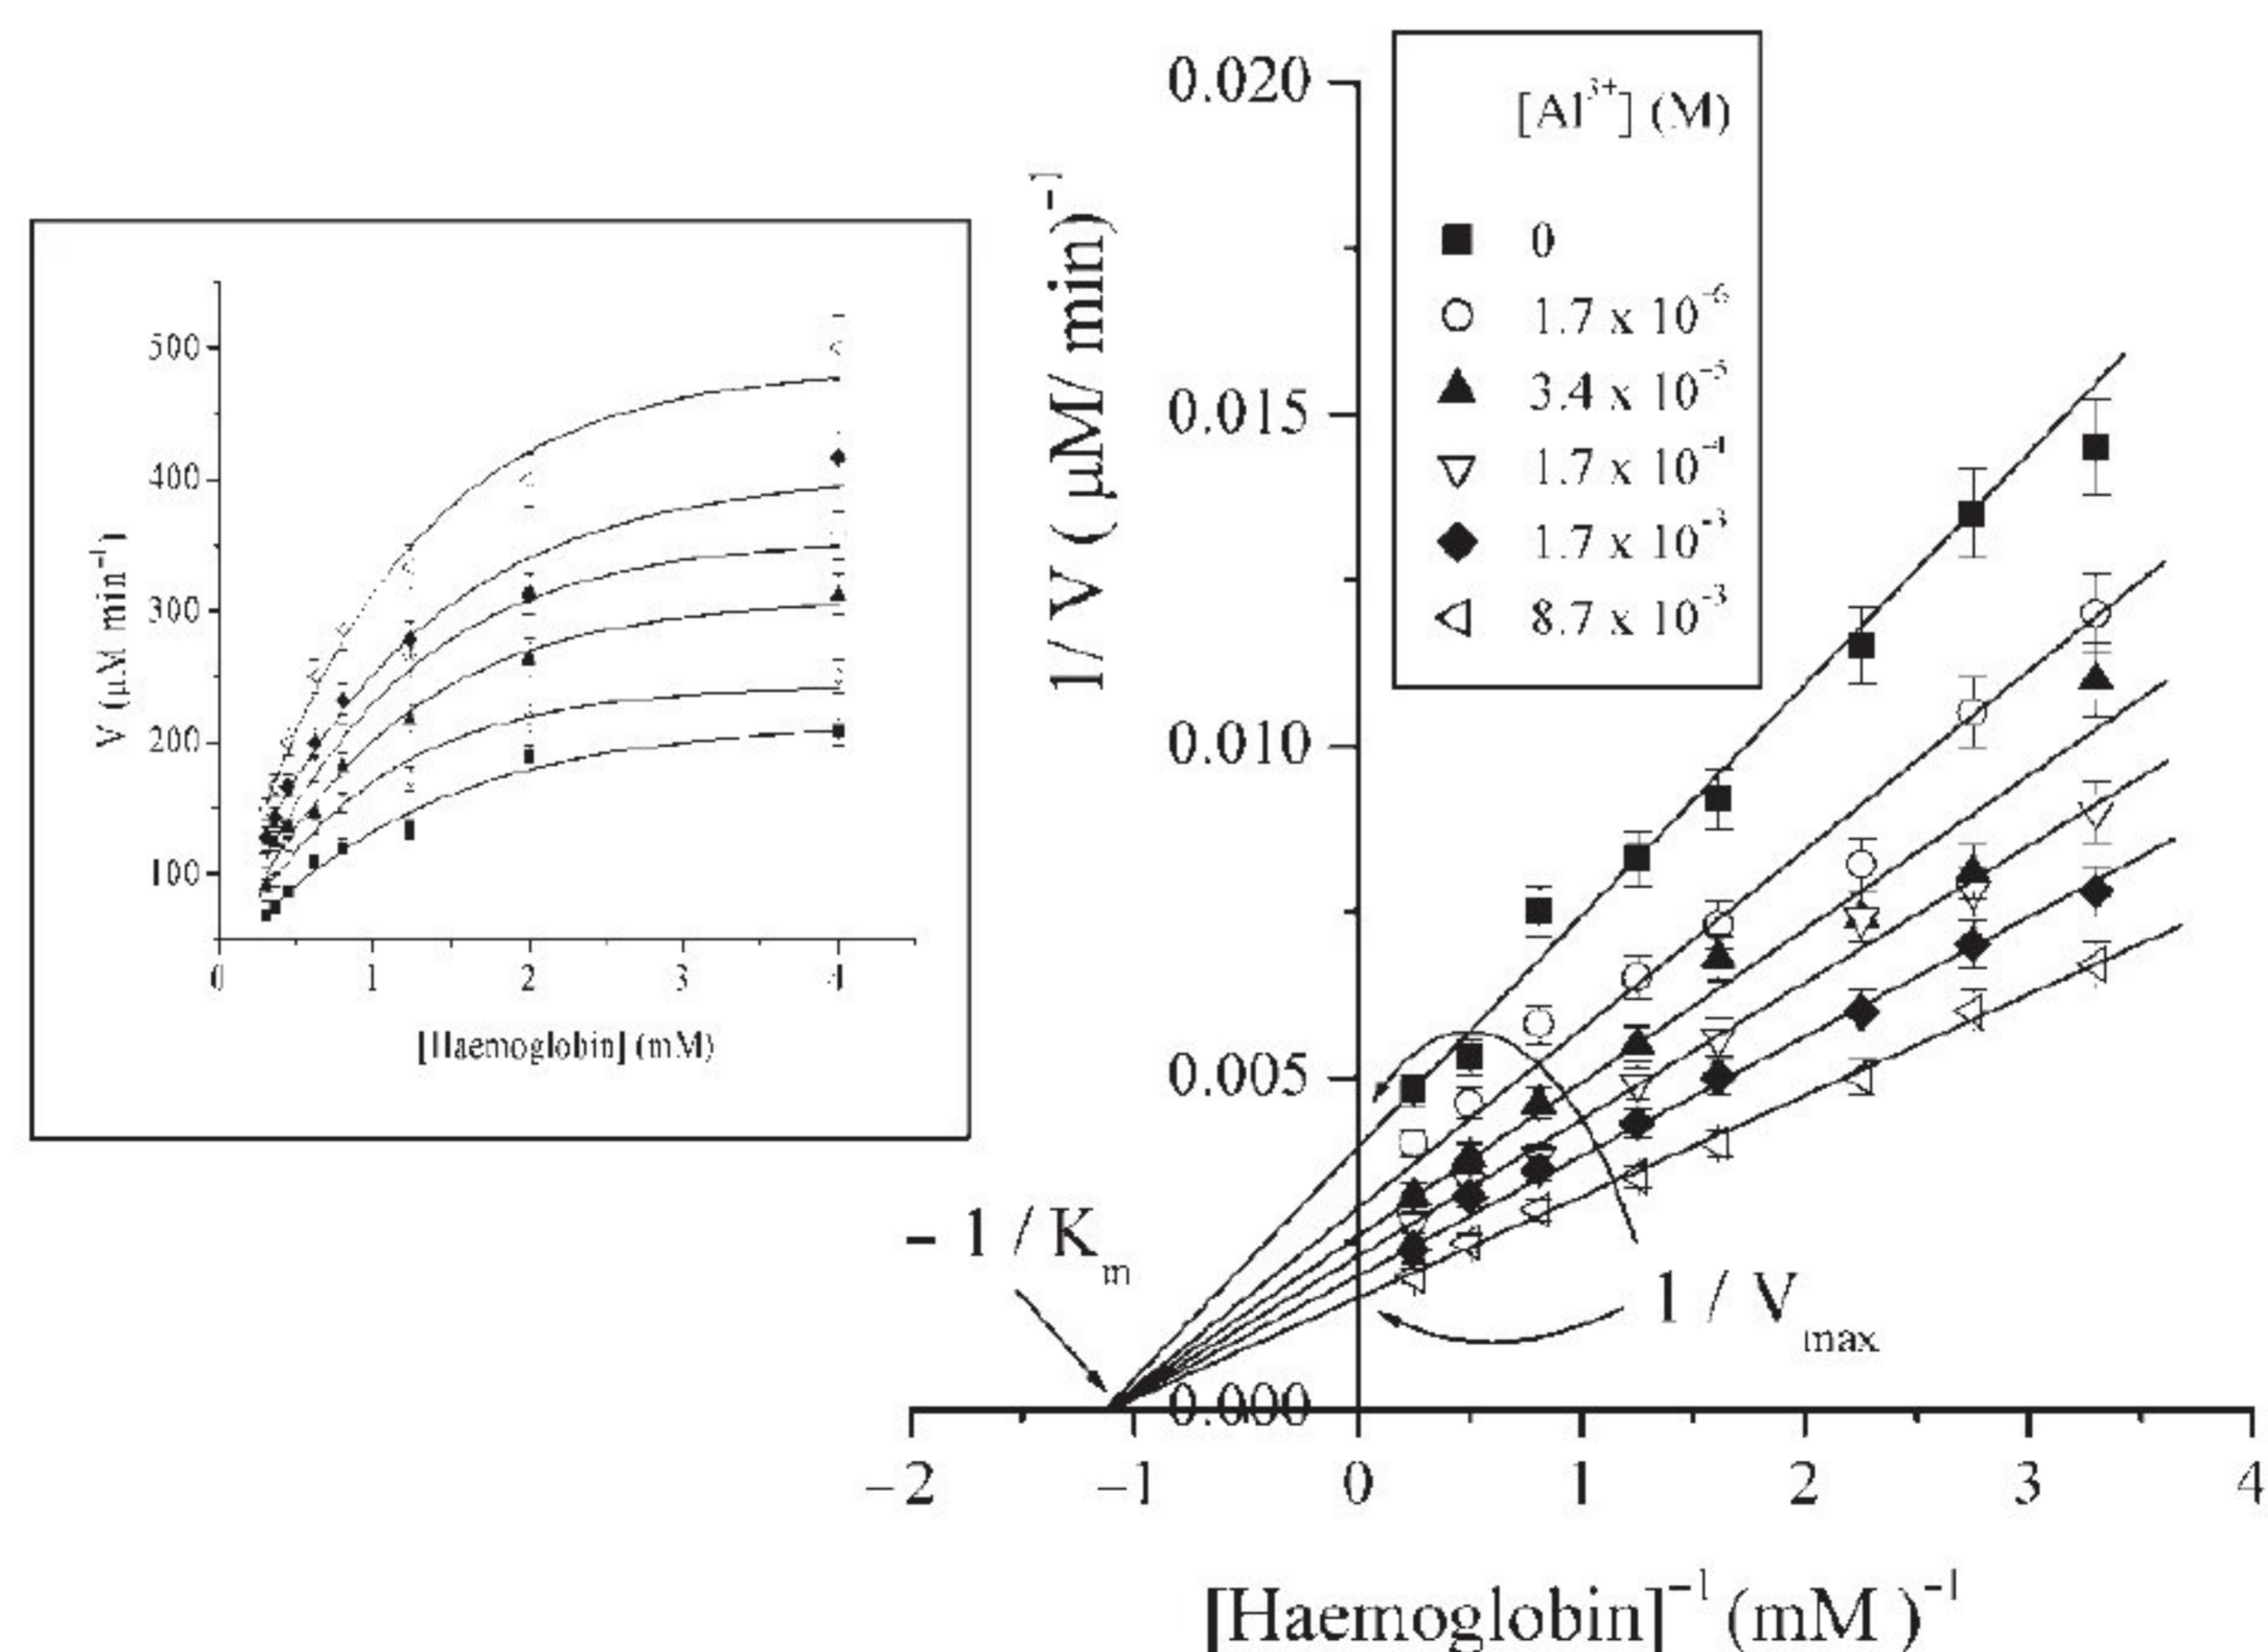 500
400
300
200
100
V (μM min⁻¹)
0 1 2 3 4
[Haemoglobin] (mM)
1/ V (μM/ min)⁻¹
0.020
0.015
0.010
0.005
0.000
[Al³⁺] (M)
0
1.7 x 10⁻⁶
3.4 x 10⁻⁵
1.7 x 10⁻⁴
1.7 x 10⁻³
8.7 x 10⁻³
– 1 / Kₘ
1 / Vmax
–2 –1 0 1 2 3 4
[Haemoglobin]⁻¹ (mM )⁻¹